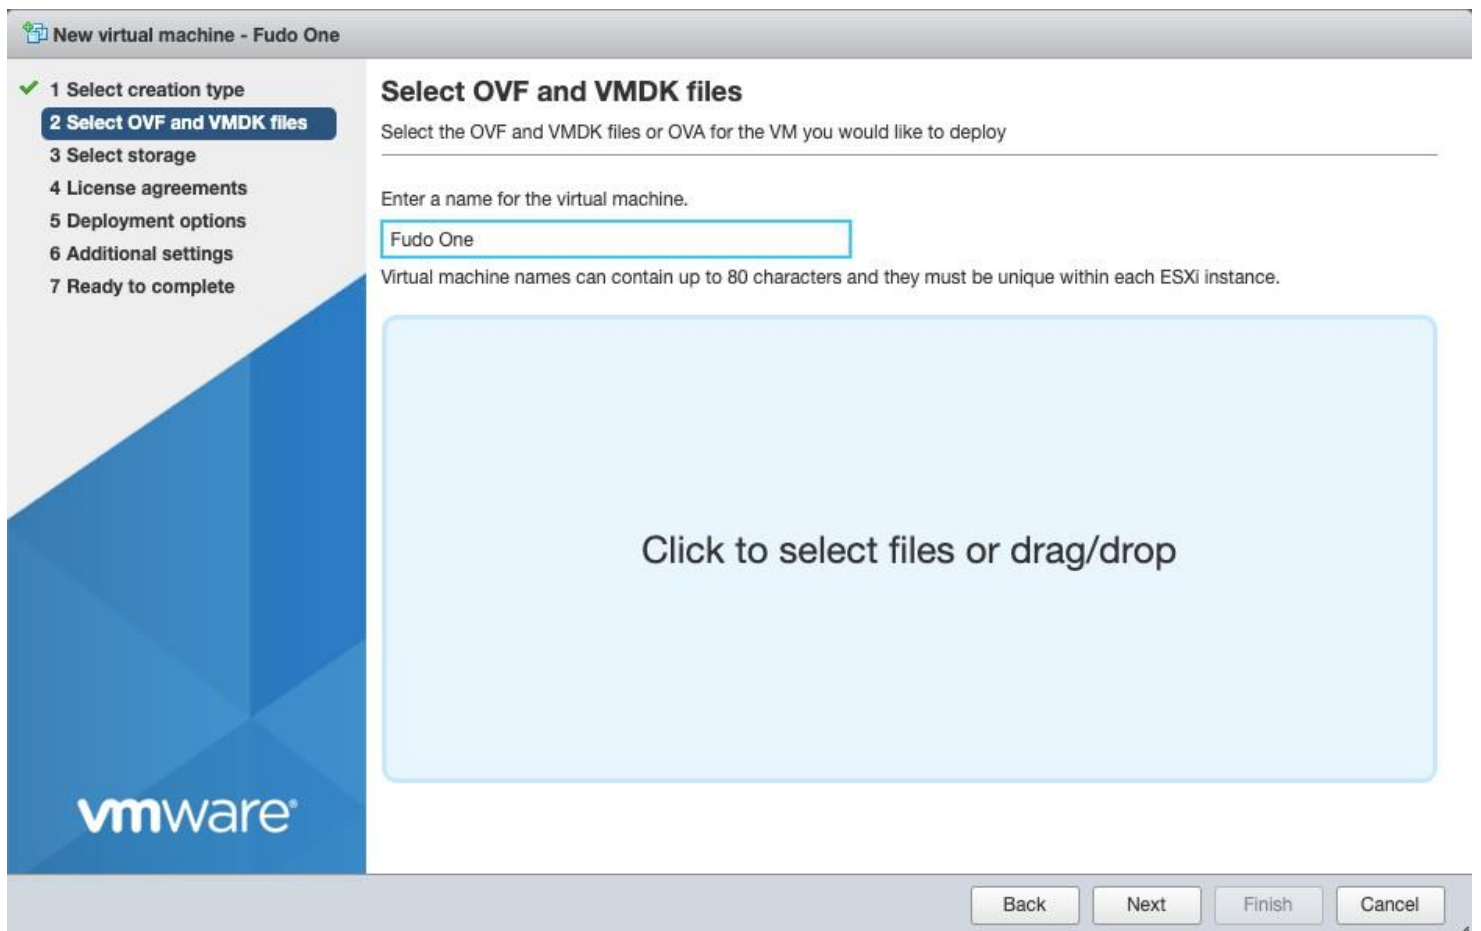 New virtual machine - Fudo One
1 Select creation type
2 Select OVF and VMDK files
3 Select storage
4 License agreements
5 Deployment options
6 Additional settings
7 Ready to complete
vmware®
Select OVF and VMDK files
Select the OVF and VMDK files or OVA for the VM you would like to deploy
Enter a name for the virtual machine.
Fudo One
Virtual machine names can contain up to 80 characters and they must be unique within each ESXi instance.
Click to select files or drag/drop
Back Next Finish Cancel